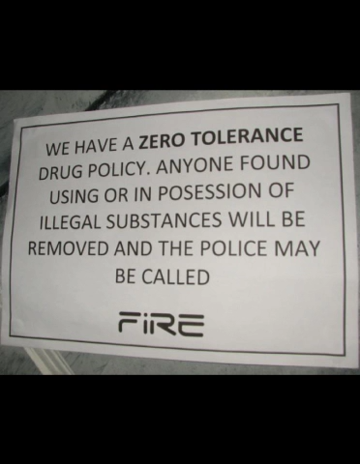 WE HAVE A ZERO TOLERANCE
DRUG POLICY. ANYONE FOUND
USING OR IN POSESSION OF
ILLEGAL SUBSTANCES WILL BE
REMOVED AND THE POLICE MAY
BE CALLED
FIRE